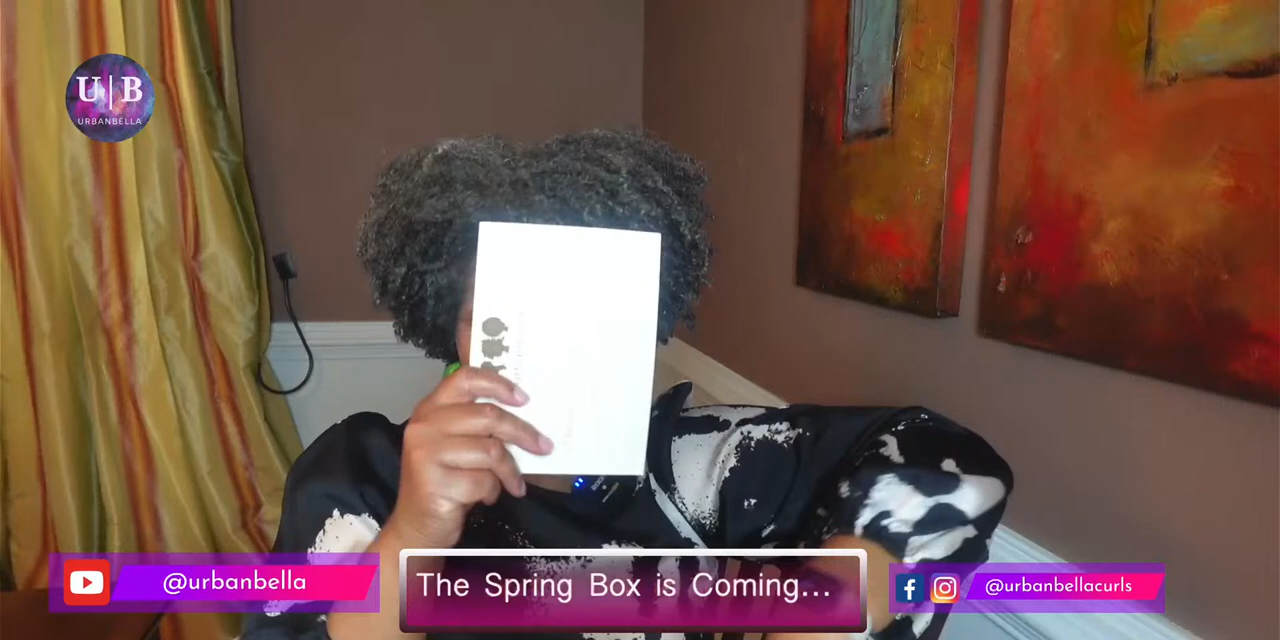 U|B
URBANBELLA
@urbanbella
The Spring Box is Coming...
@urbanbellacurls